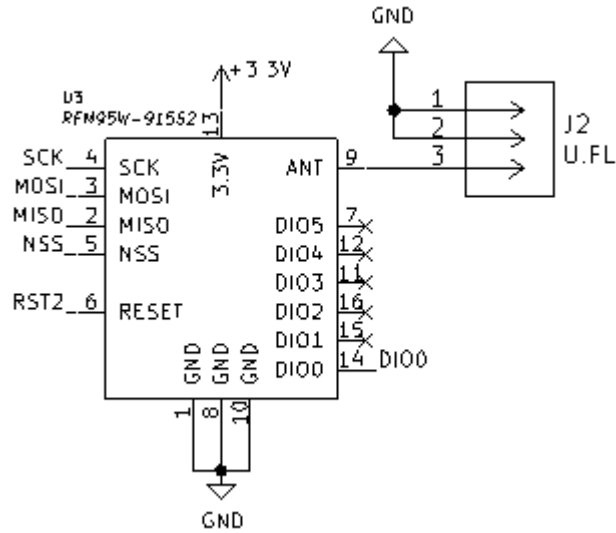 GND
+3.3V
U3
RFM95W-915S2
13
1
2
3
J2
U.FL
SCK 4 SCK
3.3V
ANT 9
MOSI 3 MOSI
MISO 2 MISO
NSS 5 NSS
DIO5 7
DIO4 12
DIO3 11
RST2 6 RESET
DIO2 16
DIO1 15
DIO0 14 DIO0
GND GND GND
1 8 10
GND